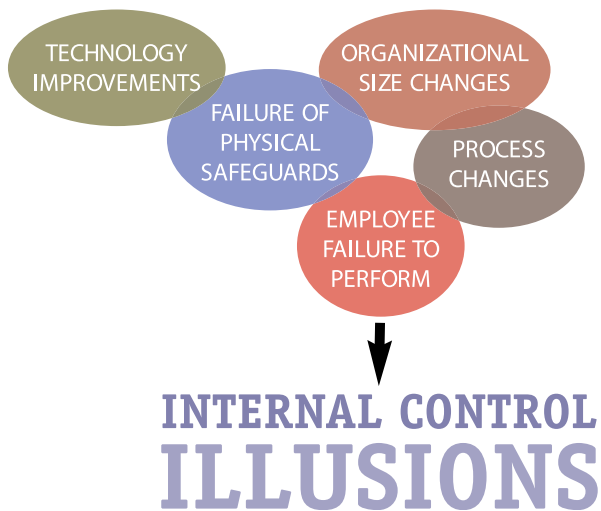 TECHNOLOGY
IMPROVEMENTS
ORGANIZATIONAL
SIZE CHANGES
FAILURE OF
PHYSICAL
SAFEGUARDS
PROCESS
CHANGES
EMPLOYEE
FAILURE TO
PERFORM
INTERNAL CONTROL
ILLUSIONS